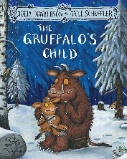 JULIA DONALDSON • AXEL SCHEFFLER
THE
GRUFFALO'S
CHILD